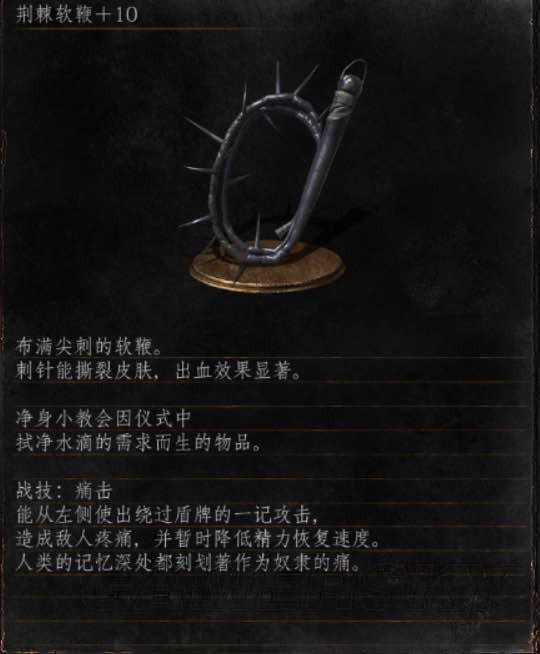 荆棘软鞭＋10
布满尖刺的软鞭。
刺针能撕裂皮肤，出血效果显著。
净身小教会因仪式中
拭净水滴的需求而生的物品。
战技：痛击
能从左侧使出绕过盾牌的一记攻击，
造成敌人疼痛，并暂时降低精力恢复速度。
人类的记忆深处都刻划著作为奴隶的痛。
GAMERSKY